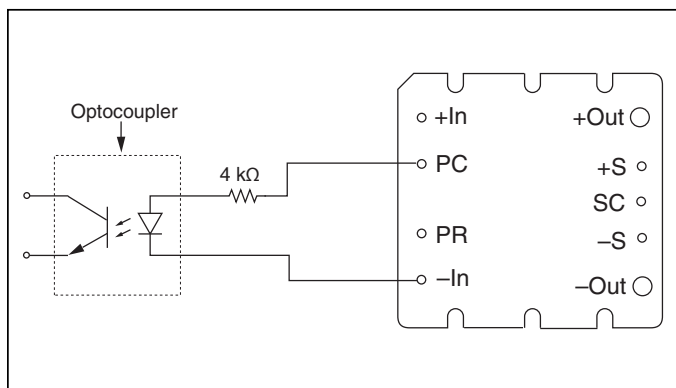 Optocoupler
4 kΩ
+In
PC
PR
–In
+Out
+S
SC
–S
–Out